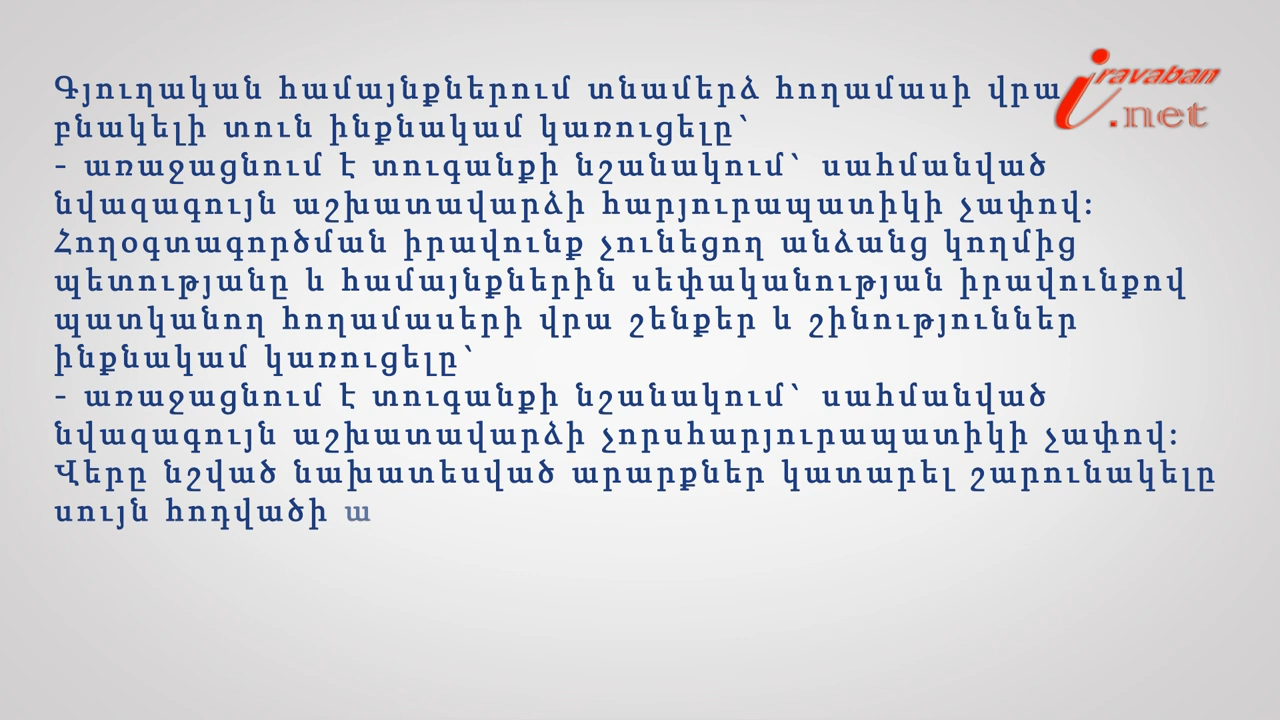 Գյուղական համայնքներում տնամերձ հողամասի վրա
բնակելի տուն ինքնակամ կառուցելը՝
- առաջացնում է տուգանքի նշանակում՝ սահմանված
նվազագույն աշխատավարձի հարյուրապատիկի չափով:
Հողօգտագործման իրավունք չունեցող անձանց կողմից
պետությանը և համայնքներին սեփականության իրավունքով
պատկանող հողամասերի վրա շենքեր և շինություններ
ինքնակամ կառուցելը՝
- առաջացնում է տուգանքի նշանակում՝ սահմանված
նվազագույն աշխատավարձի չորսհարյուրապատիկի չափով:
Վերը նշված նախատեսված արարքներ կատարել շարունակելը
սույն հոդվածի ա
iravaban
.net